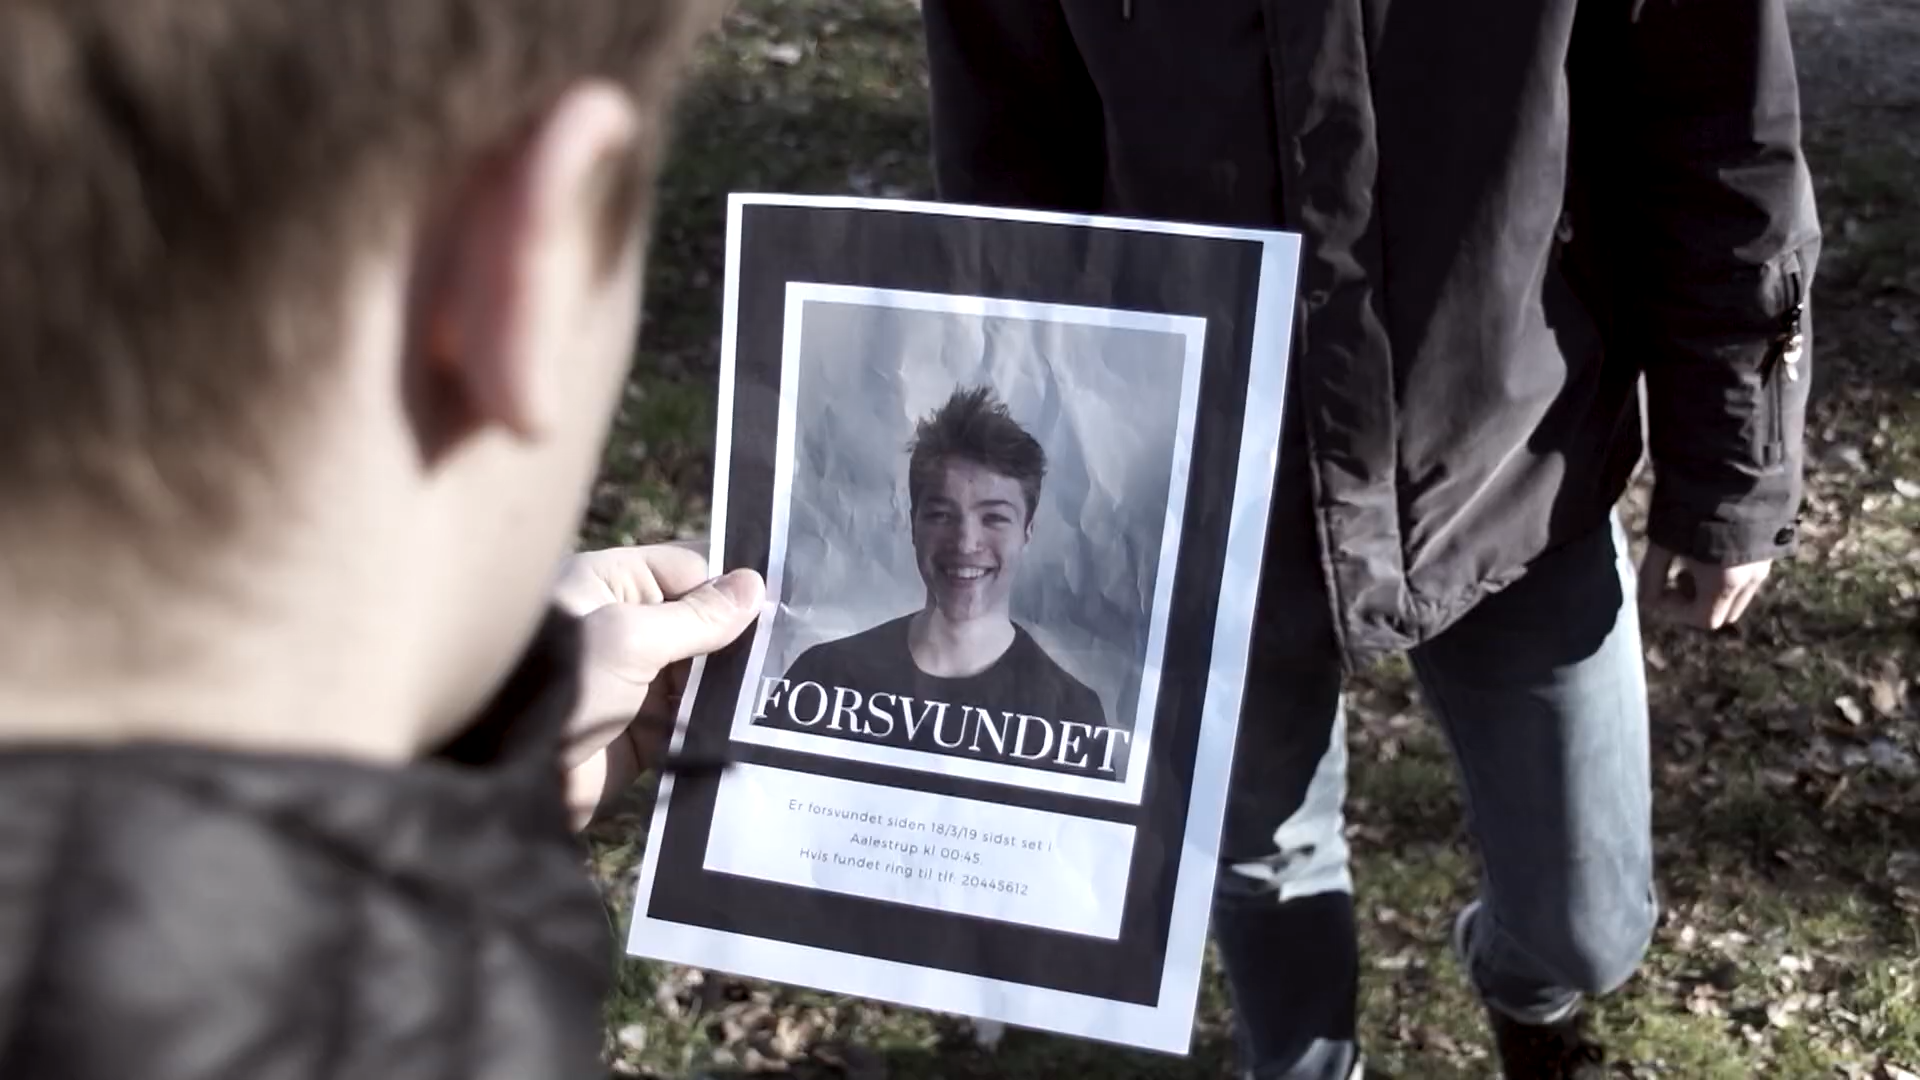 FORSVUNDET
Er forsvundet siden 18/3/19 sidst set i
Aalestrup kl 00:45.
Hvis fundet ring til tlf: 20445612